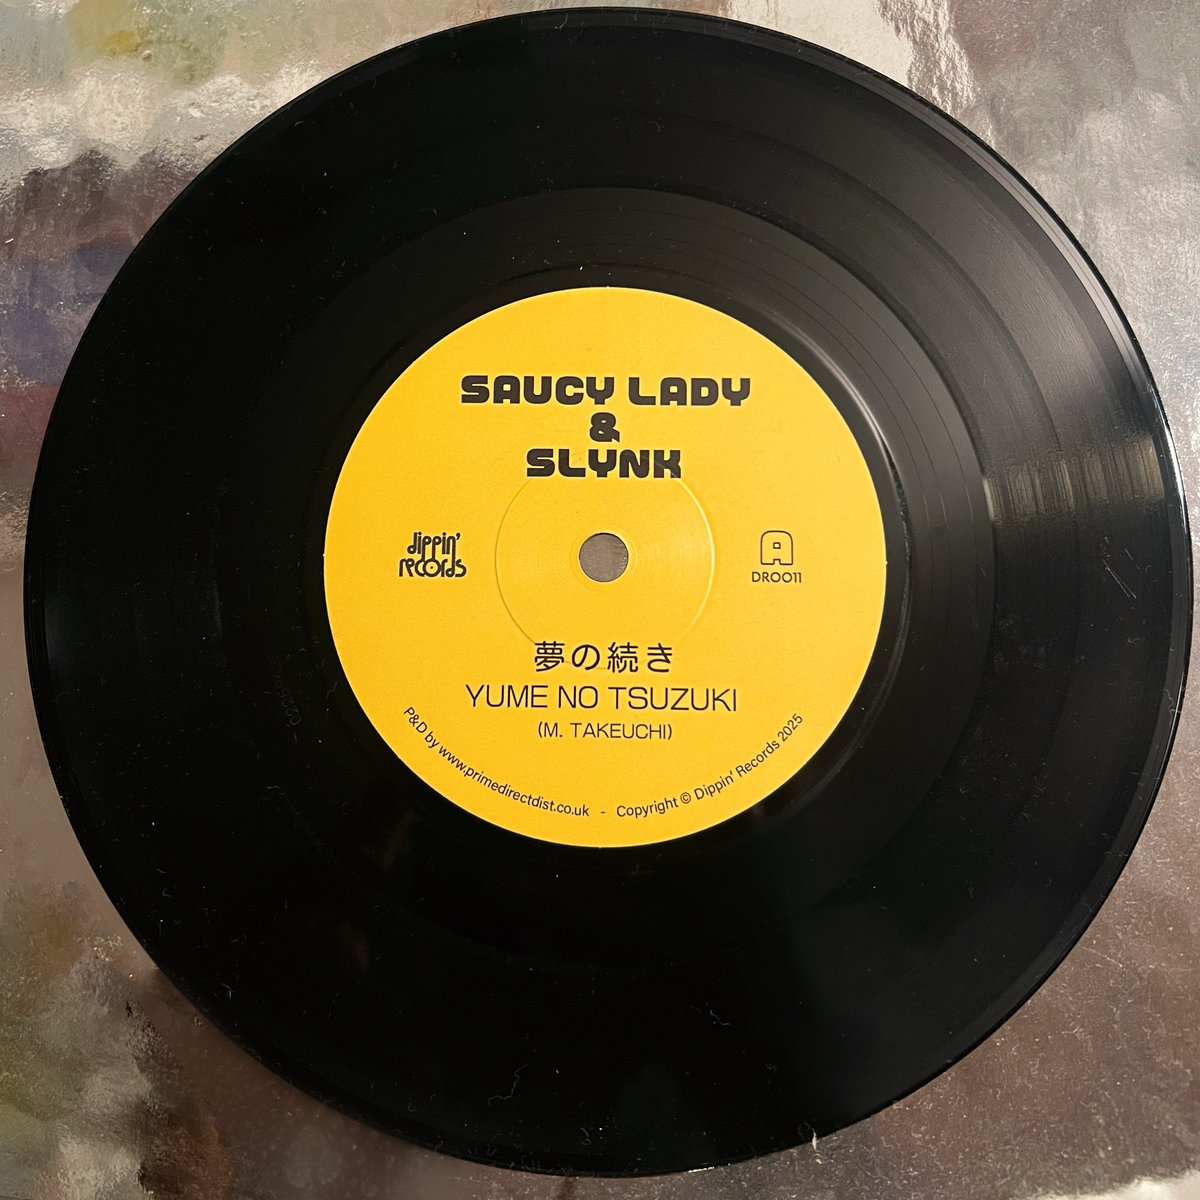 SAUCY LADY
&
SLYNK
dippin'
records
A
DR0011
夢の続き
YUME NO TSUZUKI
(M. TAKEUCHI)
P&D by www.primedirectdist.co.uk - Copyright © Dippin' Records 2025